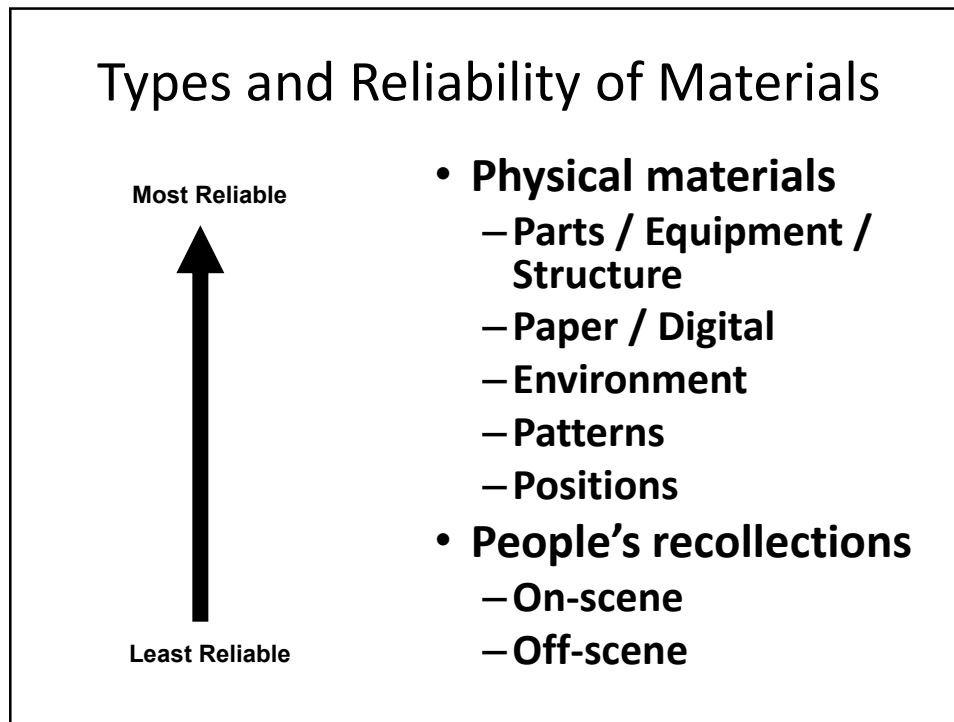 Types and Reliability of Materials
Most Reliable
Least Reliable
• Physical materials
– Parts / Equipment /
Structure
– Paper / Digital
– Environment
– Patterns
– Positions
• People’s recollections
– On-scene
– Off-scene